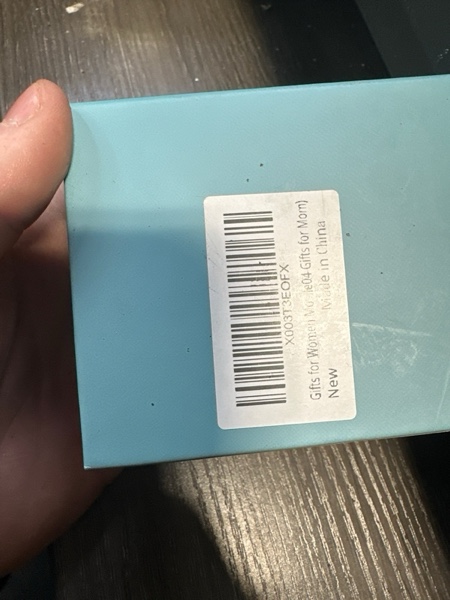 X003T3EOFX
Gifts for Women Gifts for Mom)
New
Made in China